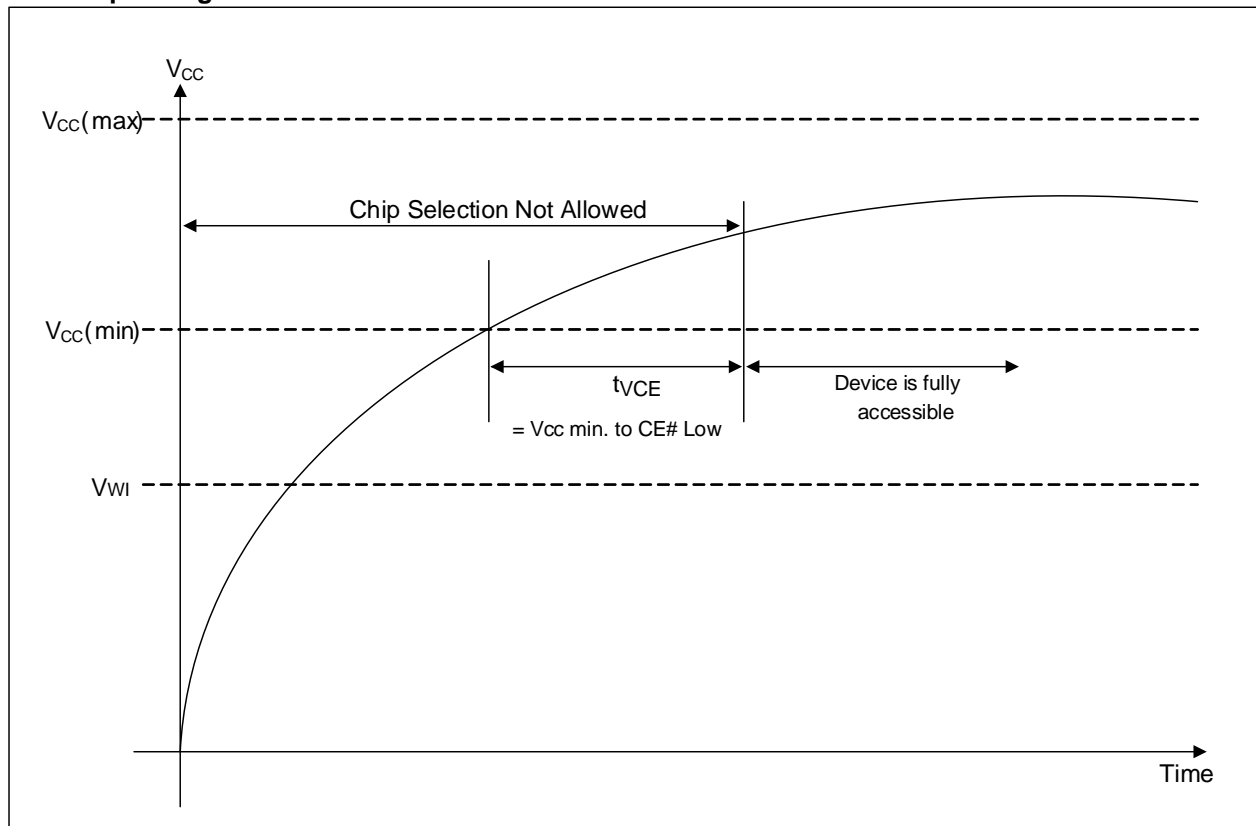 VCC
VCC(max)
Chip Selection Not Allowed
VCC(min)
tVCE
= Vcc min. to CE# Low
Device is fully
accessible
VWI
Time